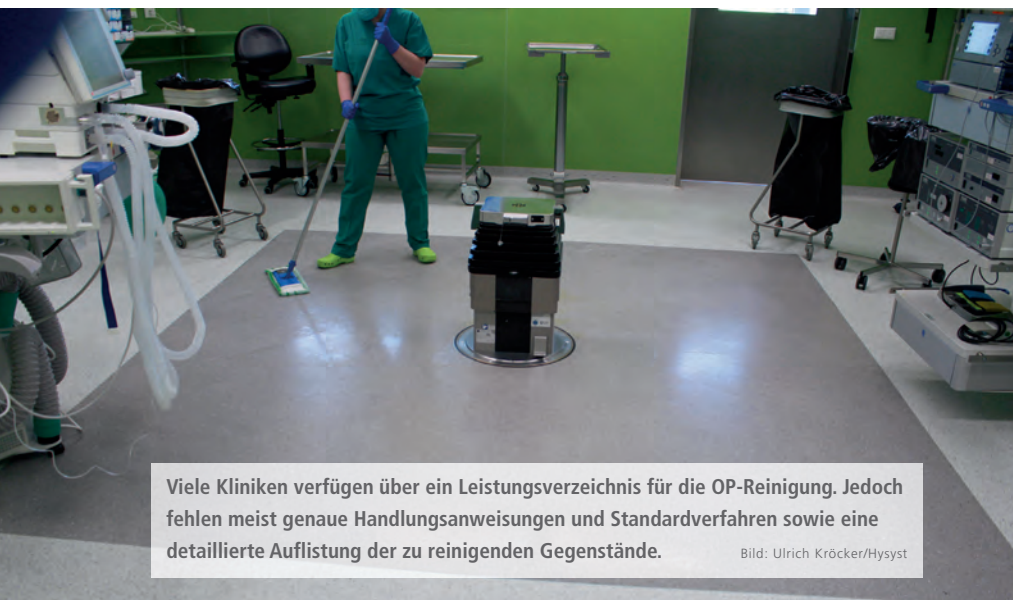 Viele Kliniken verfügen über ein Leistungsverzeichnis für die OP-Reinigung. Jedoch
fehlen meist genaue Handlungsanweisungen und Standardverfahren sowie eine
detaillierte Auflistung der zu reinigenden Gegenstände.
Bild: Ulrich Kröcker/Hysyst